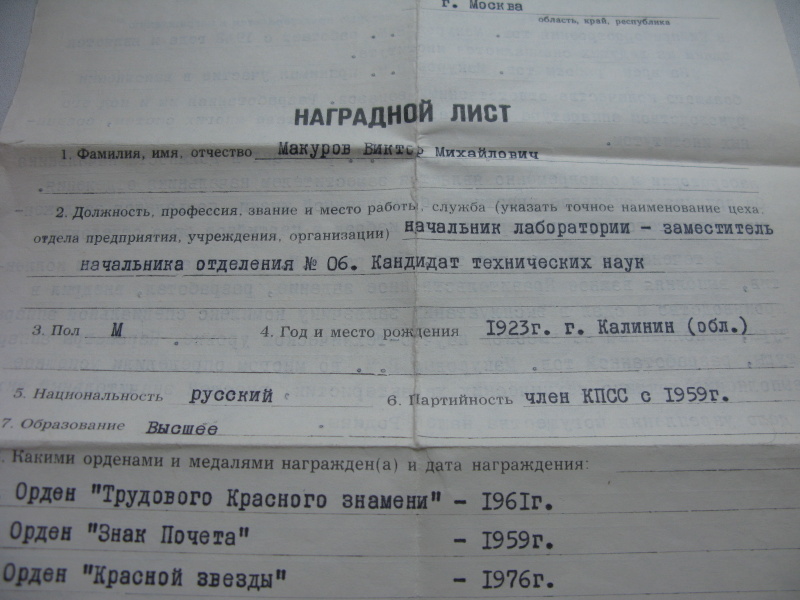 г. Москва
область, край, республика
НАГРАДНОЙ ЛИСТ
1. Фамилия, имя, отчество Макуров Виктор Михайлович
2. Должность, профессия, звание и место работы, служба (указать точное наименование цеха,
отдела предприятия, учреждения, организации) начальник лаборатории – заместитель
начальника отделения № 06. Кандидат технических наук
3. Пол М 4. Год и место рождения 1923г. г. Калинин (обл.)
5. Национальность русский 6. Партийность член КПСС с 1959г.
7. Образование Высшее
. Какими орденами и медалями награжден(а) и дата награждения:
Орден "Трудового Красного знамени" – 1961г.
Орден "Знак Почета" – 1959г.
Орден "Красной звезды" – 1976г.